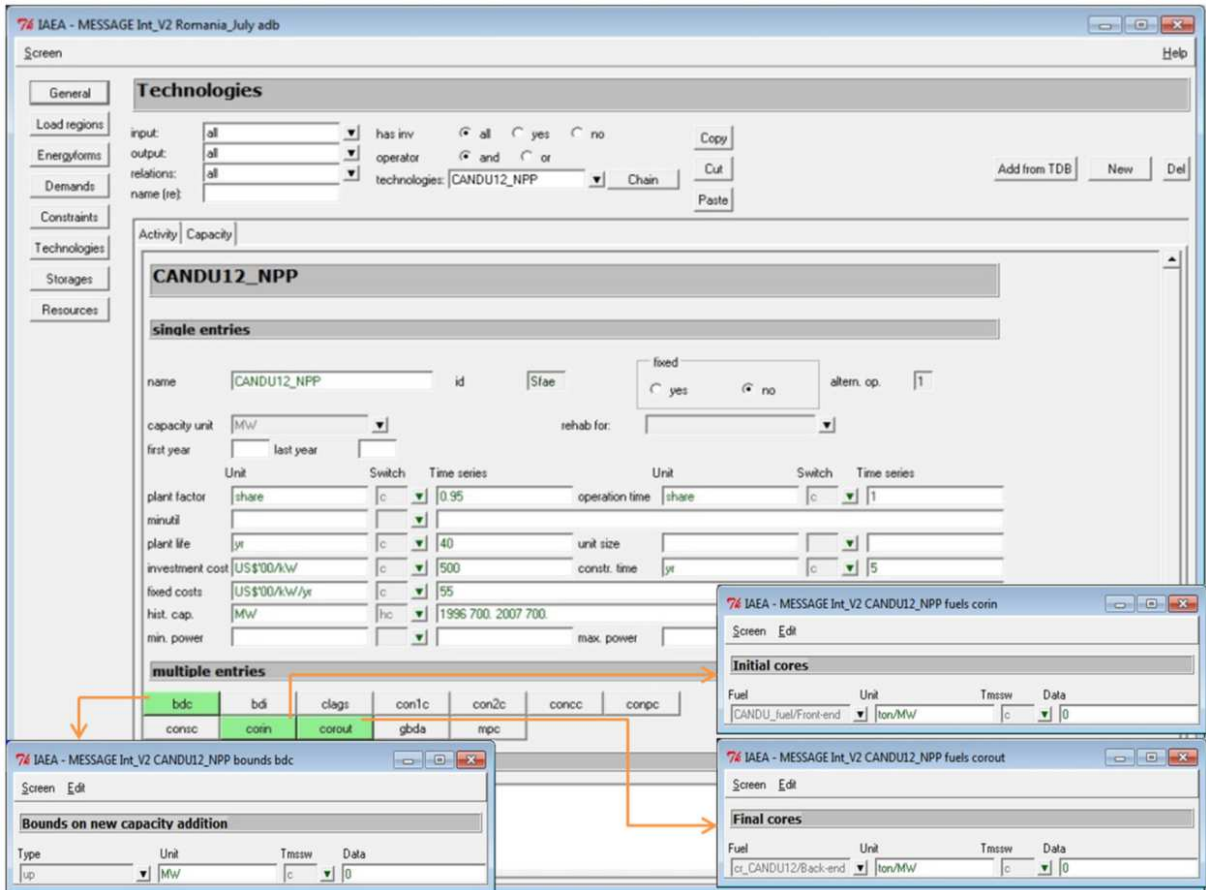 IAEA - MESSAGE Int_V2 Romania_July adb
Screen Help
General
Load regions
Energyforms
Demands
Constraints
Technologies
Storages
Resources
Technologies
input: all has inv all yes no Copy
output: all operator and or Cut
relations: all technologies: CANDU12_NPP Chain Add from TDB New Del
name (re): Paste
Activity Capacity
CANDU12_NPP
single entries
fixed
name CANDU12_NPP id Sfae yes no altern. op. 1
capacity unit MW rehab for:
first year last year
Unit Switch Time series Unit Switch Time series
plant factor share c 0.95 operation time share c 1
minutil
plant life yr c 40 unit size
investment cost US$'00/kW c 500 constr. time yr c 5
fixed costs US$'00/kW/yr c 55
hist. cap. MW hc 1996 700. 2007 700.
min. power max. power
multiple entries
bdc bdi clags con1c con2c concc conpc
consc corin corout gbda mpc
IAEA - MESSAGE Int_V2 CANDU12_NPP bounds bdc
Screen Edit
Bounds on new capacity addition
Type Unit Tmssw Data
up MW c 0
IAEA - MESSAGE Int_V2 CANDU12_NPP fuels corin
Screen Edit
Initial cores
Fuel Unit Tmssw Data
CANDU_fuel/Front-end ton/MW c 0
IAEA - MESSAGE Int_V2 CANDU12_NPP fuels corout
Screen Edit
Final cores
Fuel Unit Tmssw Data
cr_CANDU12/Back-end ton/MW c 0